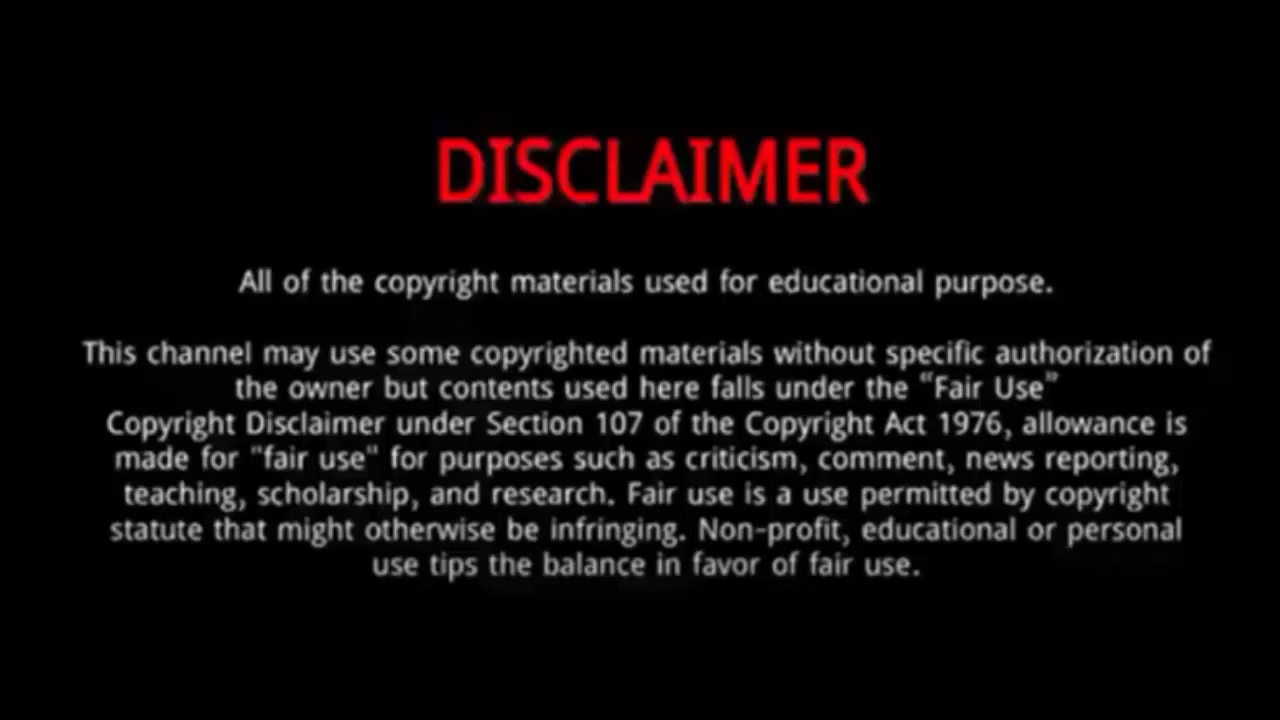 DISCLAIMER
All of the copyright materials used for educational purpose.
This channel may use some copyrighted materials without specific authorization of
the owner but contents used here falls under the “Fair Use”
Copyright Disclaimer under Section 107 of the Copyright Act 1976, allowance is
made for "fair use" for purposes such as criticism, comment, news reporting,
teaching, scholarship, and research. Fair use is a use permitted by copyright
statute that might otherwise be infringing. Non-profit, educational or personal
use tips the balance in favor of fair use.